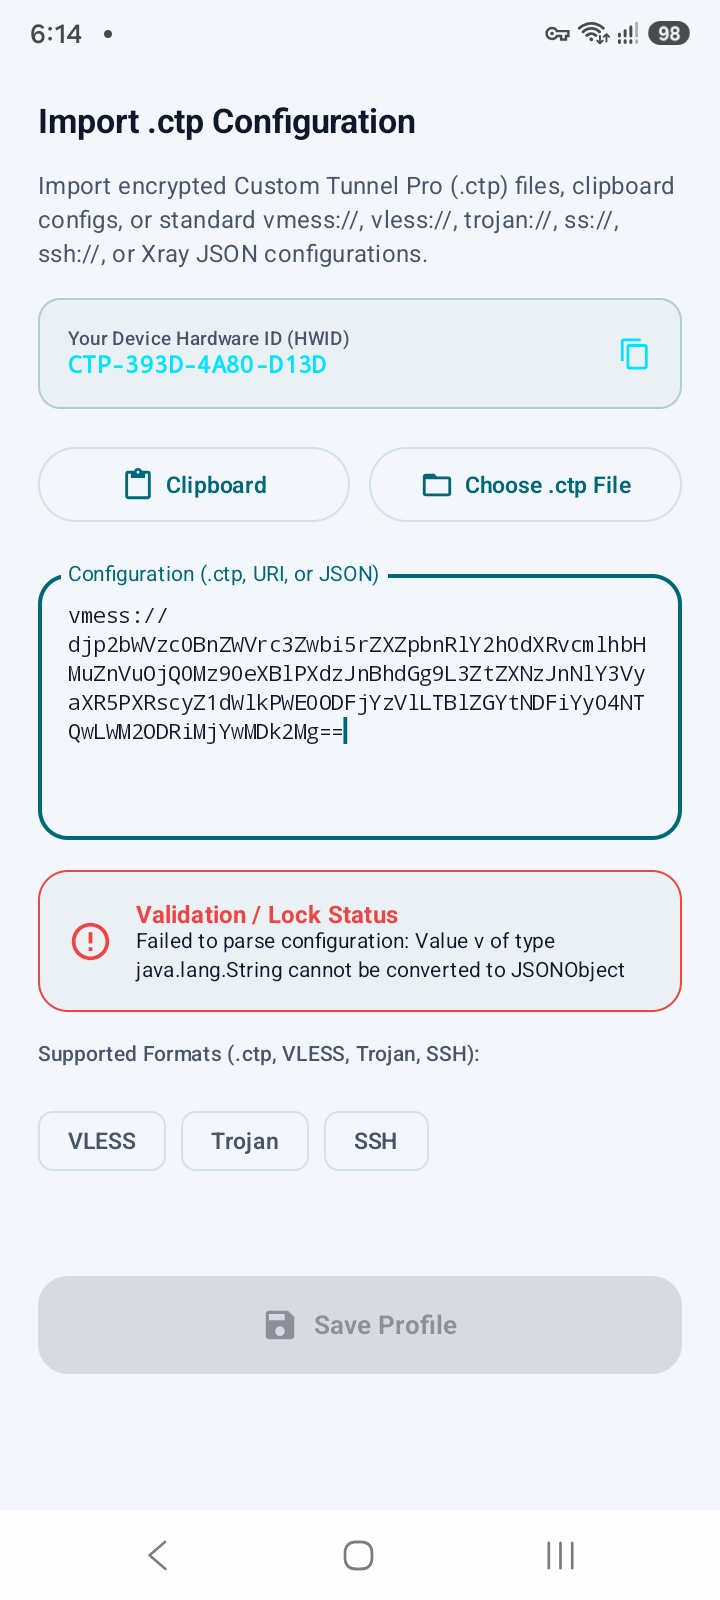 6:14
98
Import .ctp Configuration
Import encrypted Custom Tunnel Pro (.ctp) files, clipboard
configs, or standard vmess://, vless://, trojan://, ss://,
ssh://, or Xray JSON configurations.
Your Device Hardware ID (HWID)
CTP-393D-4A80-D13D
Clipboard
Choose .ctp File
Configuration (.ctp, URI, or JSON)
vmess://
djp2bWVzc0BnZWVrc3Zwbi5rZXZpbnRlY2h0dXRvcmlhbH
MuZnVuOjQ0Mz90eXBlPXdzJnBhdGg9L3ZtZXNzJnNlY3Vy
aXR5PXRscyZ1dWlkPWE0ODFjYzVlLTBlZGYtNDFiYy04NT
QwLWM2ODRiMjYwMDk2Mg==
Validation / Lock Status
Failed to parse configuration: Value v of type
java.lang.String cannot be converted to JSONObject
Supported Formats (.ctp, VLESS, Trojan, SSH):
VLESS
Trojan
SSH
Save Profile